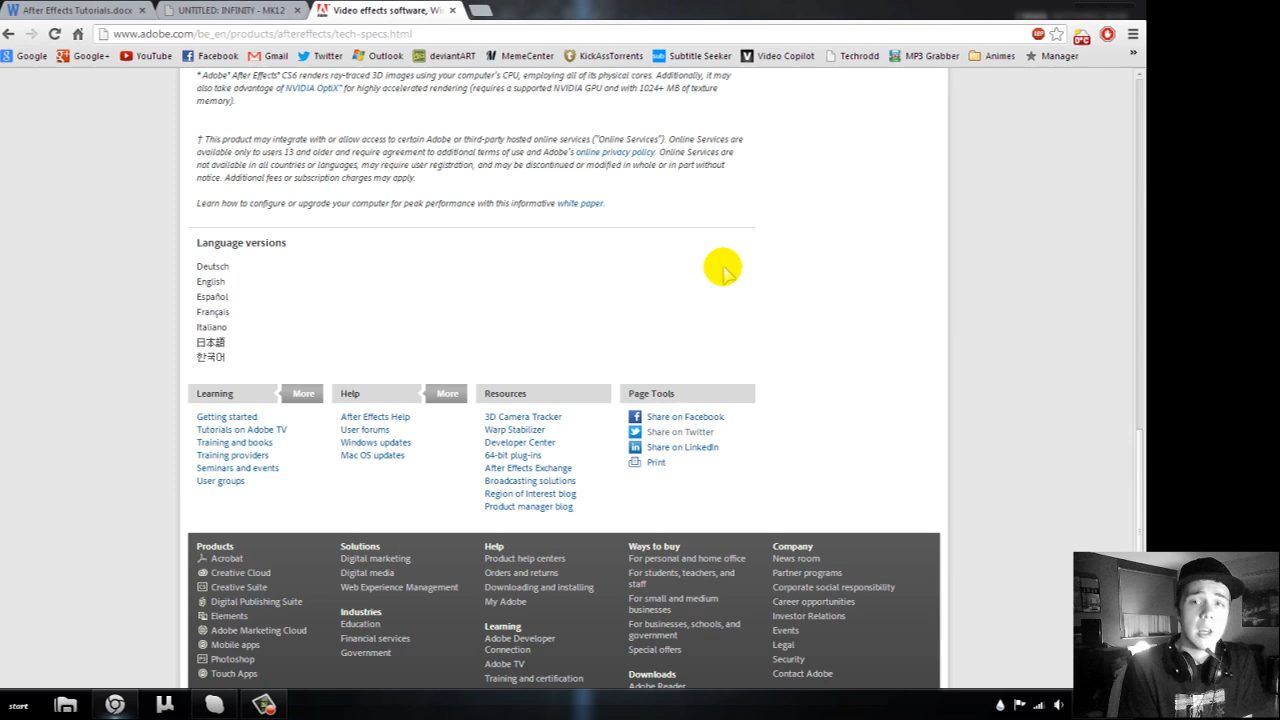 After Effects Tutorials.docx
UNTITLED: INFINITY - MK12
Video effects software, Wi
www.adobe.com/be_en/products/aftereffects/tech-specs.html
Google
Google+
YouTube
Facebook
Gmail
Twitter
Outlook
deviantART
MemeCenter
KickAssTorrents
Subtitle Seeker
Video Copilot
Techrodd
MP3 Grabber
Animes
Manager
* Adobe® After Effects® CS6 renders ray-traced 3D images using your computer's CPU, employing all of its physical cores. Additionally, it may
also take advantage of NVIDIA OptiX™ for highly accelerated rendering (requires a supported NVIDIA GPU and with 1024+ MB of texture
memory).
† This product may integrate with or allow access to certain Adobe or third-party hosted online services ("Online Services"). Online Services are
available only to users 13 and older and require agreement to additional terms of use and Adobe's online privacy policy. Online Services are
not available in all countries or languages, may require user registration, and may be discontinued or modified in whole or in part without
notice. Additional fees or subscription charges may apply.
Learn how to configure or upgrade your computer for peak performance with this informative white paper.
Language versions
Deutsch
English
Español
Français
Italiano
日本語
한국어
Learning
More
Getting started
Tutorials on Adobe TV
Training and books
Training providers
Seminars and events
User groups
Help
More
After Effects Help
User forums
Windows updates
Mac OS updates
Resources
3D Camera Tracker
Warp Stabilizer
Developer Center
64-bit plug-ins
After Effects Exchange
Broadcasting solutions
Region of Interest blog
Product manager blog
Page Tools
Share on Facebook
Share on Twitter
Share on LinkedIn
Print
Products
Acrobat
Creative Cloud
Creative Suite
Digital Publishing Suite
Elements
Adobe Marketing Cloud
Mobile apps
Photoshop
Touch Apps
Solutions
Digital marketing
Digital media
Web Experience Management
Industries
Education
Financial services
Government
Help
Product help centers
Orders and returns
Downloading and installing
My Adobe
Learning
Adobe Developer
Connection
Adobe TV
Training and certification
Ways to buy
For personal and home office
For students, teachers, and
staff
For small and medium
businesses
For businesses, schools, and
government
Special offers
Downloads
Adobe Reader
Company
News room
Partner programs
Corporate social responsibility
Career opportunities
Investor Relations
Events
Legal
Security
Contact Adobe
start